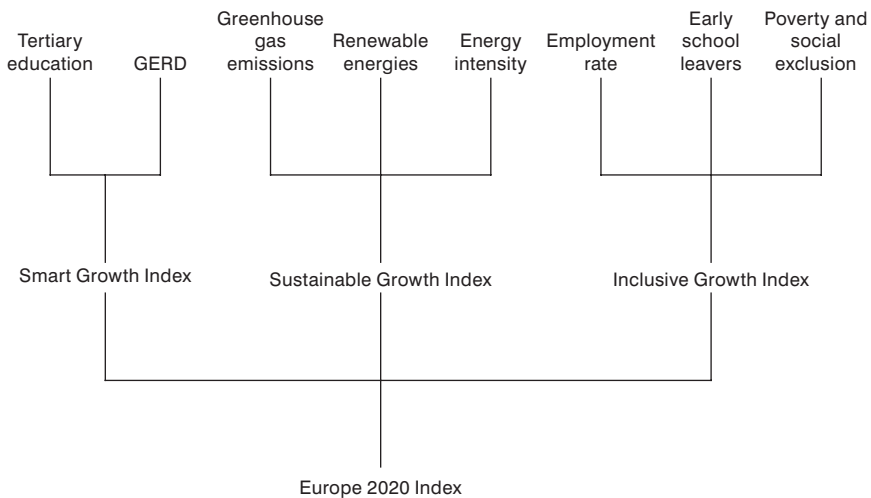 Tertiary
education
GERD
Greenhouse
gas
emissions
Renewable
energies
Energy
intensity
Employment
rate
Early
school
leavers
Poverty and
social
exclusion
Smart Growth Index
Sustainable Growth Index
Inclusive Growth Index
Europe 2020 Index